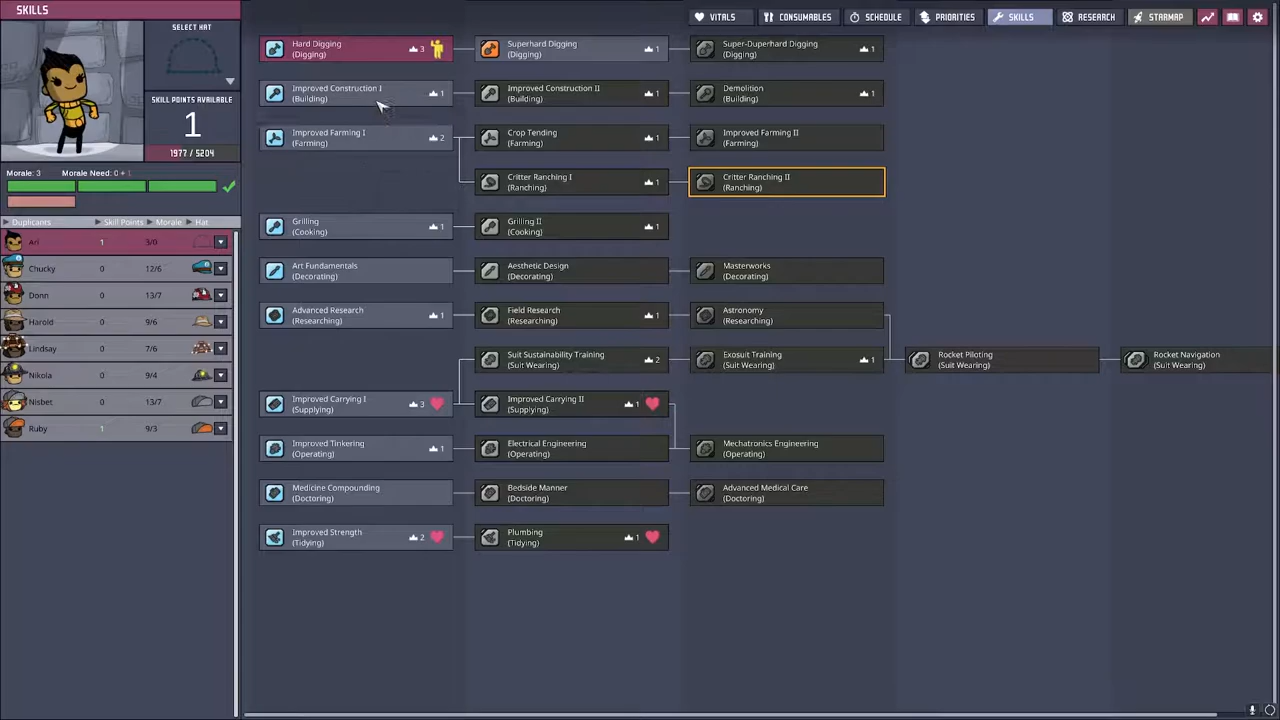 SKILLS
VITALS
CONSUMABLES
SCHEDULE
PRIORITIES
SKILLS
RESEARCH
STARMAP
SELECT HAT
SKILL POINTS AVAILABLE
1
1977 / 5204
Morale: 3
Morale Need: 0 + 1
Duplicants
Skill Points
Morale
Hat
Ari 1 3/0
Chucky 0 12/6
Donn 0 13/7
Harold 0 9/6
Lindsay 0 7/6
Nikola 0 9/4
Nisbet 0 13/7
Ruby 1 9/3
Hard Digging
(Digging)
3
Superhard Digging
(Digging)
1
Super-Duperhard Digging
(Digging)
1
Improved Construction I
(Building)
1
Improved Construction II
(Building)
1
Demolition
(Building)
1
Improved Farming I
(Farming)
2
Crop Tending
(Farming)
1
Improved Farming II
(Farming)
Critter Ranching I
(Ranching)
1
Critter Ranching II
(Ranching)
Grilling
(Cooking)
1
Grilling II
(Cooking)
1
Art Fundamentals
(Decorating)
Aesthetic Design
(Decorating)
Masterworks
(Decorating)
Advanced Research
(Researching)
1
Field Research
(Researching)
1
Astronomy
(Researching)
Suit Sustainability Training
(Suit Wearing)
2
Exosuit Training
(Suit Wearing)
1
Rocket Piloting
(Suit Wearing)
Rocket Navigation
(Suit Wearing)
Improved Carrying I
(Supplying)
3
Improved Carrying II
(Supplying)
1
Improved Tinkering
(Operating)
1
Electrical Engineering
(Operating)
Mechatronics Engineering
(Operating)
Medicine Compounding
(Doctoring)
Bedside Manner
(Doctoring)
Advanced Medical Care
(Doctoring)
Improved Strength
(Tidying)
2
Plumbing
(Tidying)
1